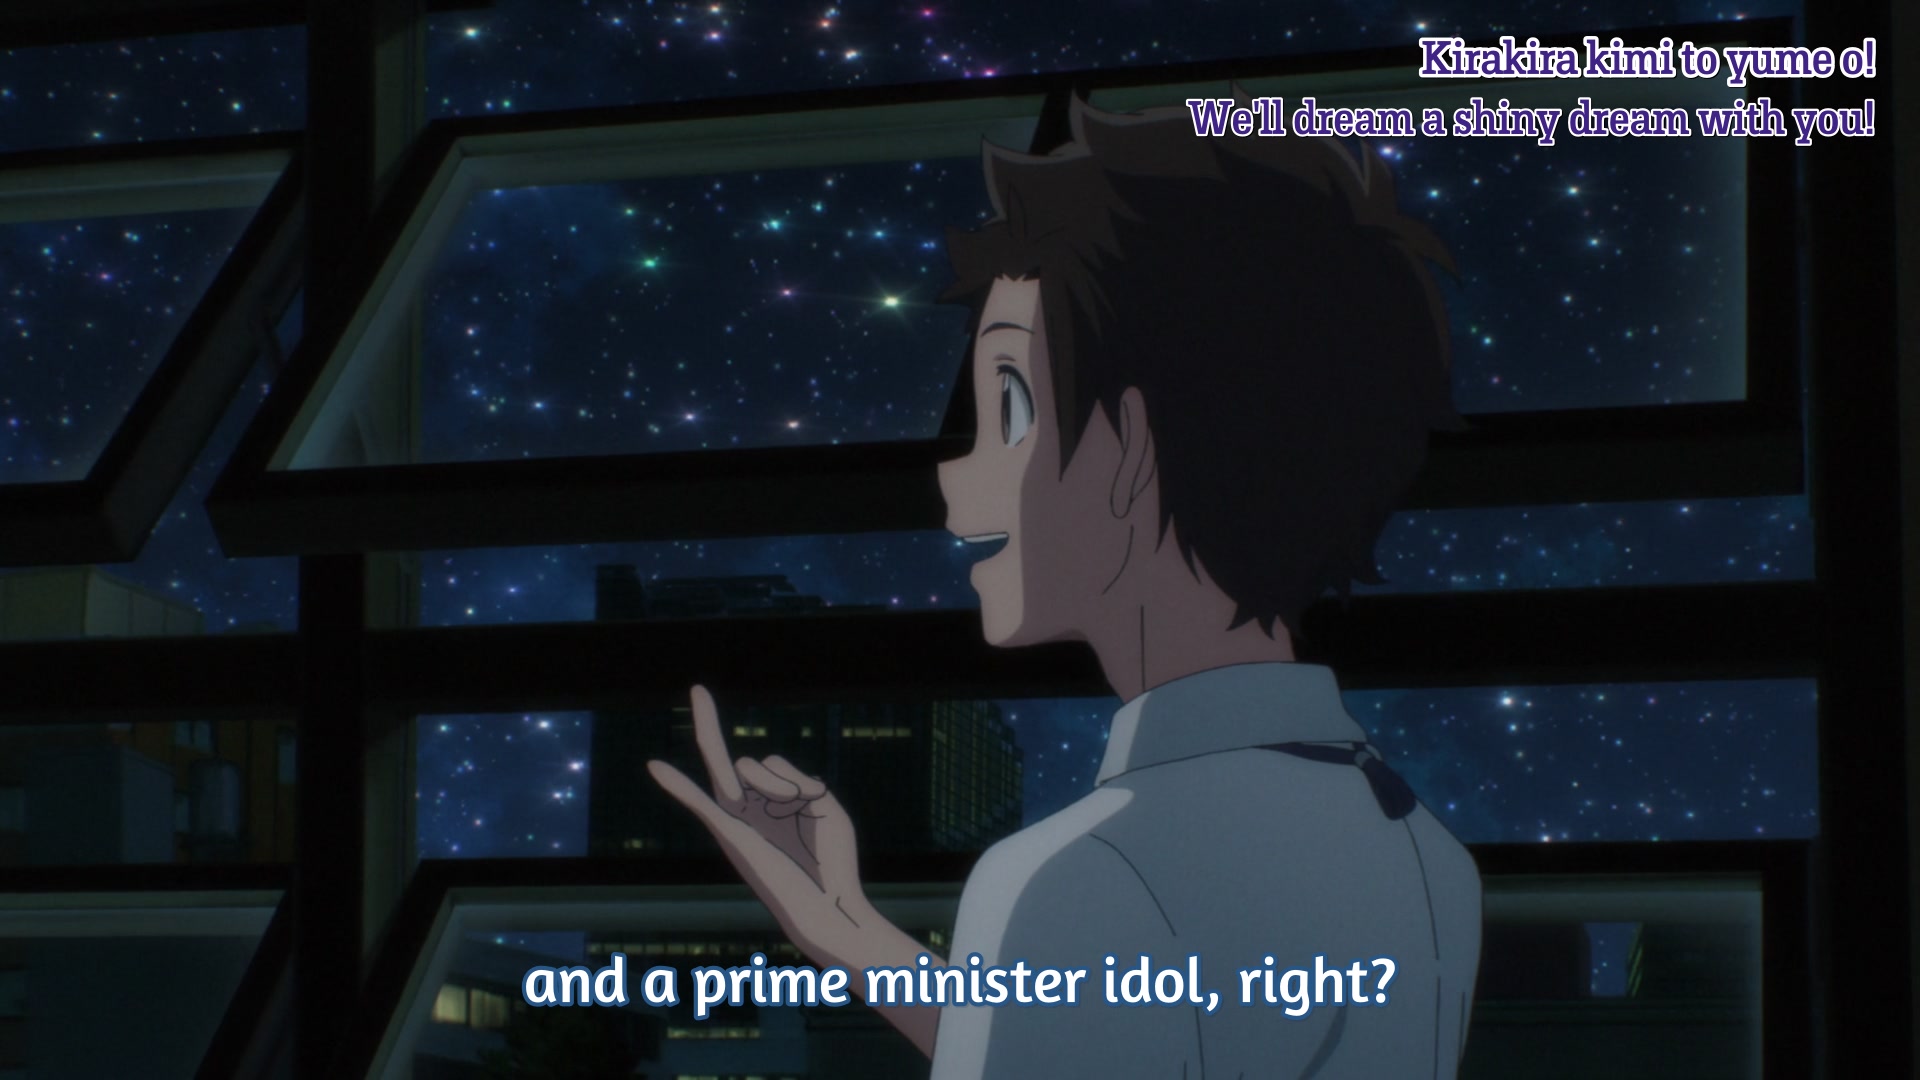 Kirakira kimi to yume o!
We'll dream a shiny dream with you!
and a prime minister idol, right?